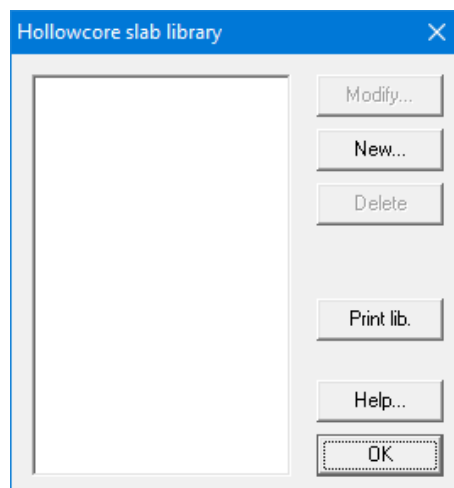 Hollowcore slab library
Modify...
New...
Delete
Print lib.
Help...
OK